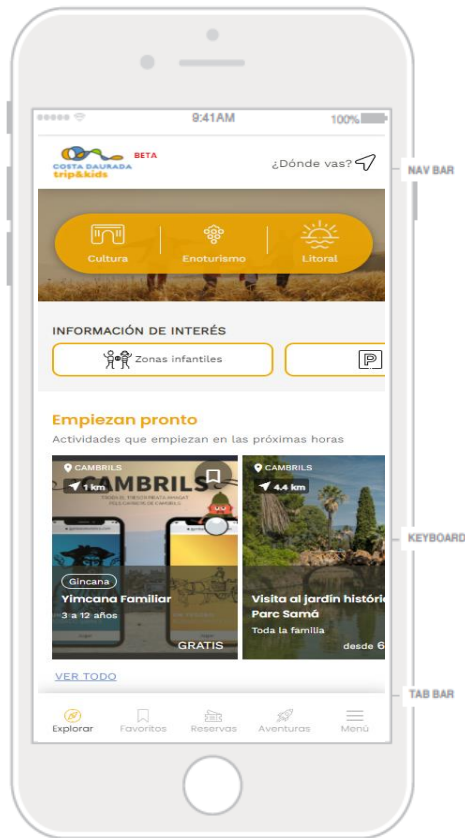 9:41AM
100%
COSTA DAURADA
trip&kids
BETA
¿Dónde vas?
NAV BAR
Cultura
Enoturismo
Litoral
INFORMACIÓN DE INTERÉS
Zonas infantiles
P
Empiezan pronto
Actividades que empiezan en las próximas horas
CAMBRILS
1 km
CAMBRILS
Gincana
Yimcana Familiar
3 a 12 años
GRATIS
CAMBRILS
4.4 km
Visita al jardín históri
Parc Samá
Toda la familia
desde 6
KEYBOARD
VER TODO
TAB BAR
Explorar
Favoritos
Reservas
Aventuras
Menú